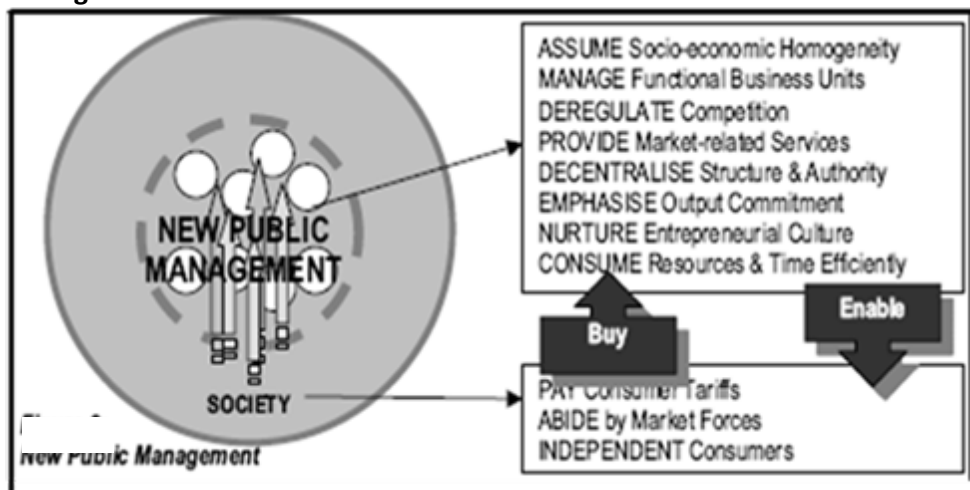 ASSUME Socio-economic Homogeneity
MANAGE Functional Business Units
DEREGULATE Competition
PROVIDE Market-related Services
DECENTRALISE Structure & Authority
EMPHASISE Output Commitment
NURTURE Entrepreneurial Culture
CONSUME Resources & Time Efficiently
NEW PUBLIC
MANAGEMENT
SOCIETY
Buy
Enable
PAY Consumer Tariffs
ABIDE by Market Forces
INDEPENDENT Consumers
New Public Management